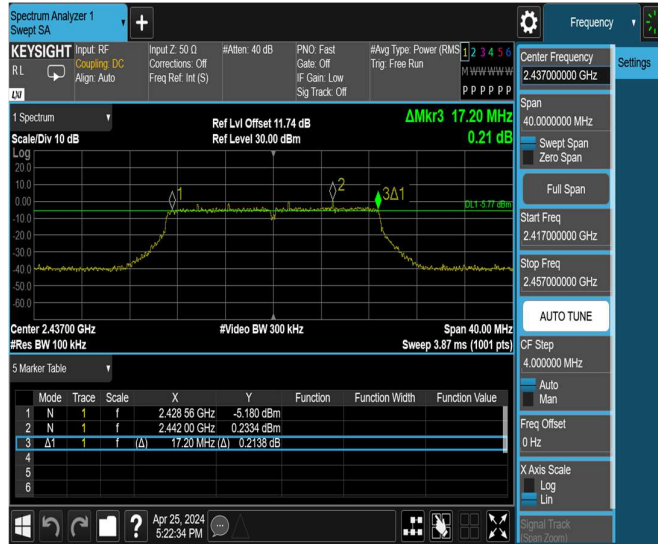 Spectrum Analyzer 1
Swept SA
Frequency
KEYSIGHT
RL
LXI
Input: RF
Coupling: DC
Align: Auto
Input Z: 50 Ω
Corrections: Off
Freq Ref: Int (S)
#Atten: 40 dB
PNO: Fast
Gate: Off
IF Gain: Low
Sig Track: Off
#Avg Type: Power (RMS
Trig: Free Run
1 2 3 4 5 6
M W W W W W
P P P P P P
Center Frequency
2.437000000 GHz
Settings
Span
40.0000000 MHz
Swept Span
Zero Span
Full Span
Start Freq
2.417000000 GHz
Stop Freq
2.457000000 GHz
AUTO TUNE
CF Step
4.000000 MHz
Auto
Man
Freq Offset
0 Hz
X Axis Scale
Log
Lin
Signal Track
(Span Zoom)
1 Spectrum
Scale/Div 10 dB
Ref Lvl Offset 11.74 dB
Ref Level 30.00 dBm
ΔMkr3 17.20 MHz
0.21 dB
Log
20.0
10.0
0.00
-10.0
-20.0
-30.0
-40.0
-50.0
-60.0
1
2
3Δ1
DL1 -5.77 dBm
Center 2.43700 GHz
#Video BW 300 kHz
Span 40.00 MHz
#Res BW 100 kHz
Sweep 3.87 ms (1001 pts)
5 Marker Table
Mode Trace Scale X Y Function Function Width Function Value
1 N 1 f 2.428 56 GHz -5.180 dBm
2 N 1 f 2.442 00 GHz 0.2334 dBm
3 Δ1 1 f (Δ) 17.20 MHz (Δ) 0.2138 dB
4
5
6
?
Apr 25, 2024
5:22:34 PM